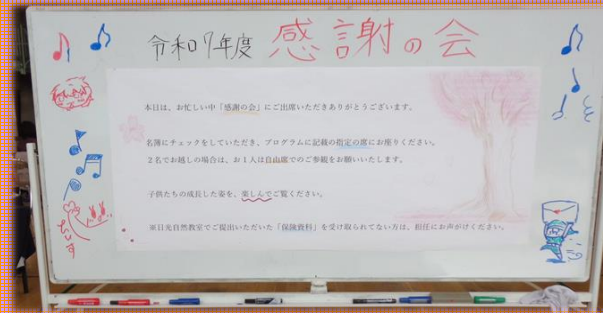 令和7年度 感謝の会
本日は、お忙しい中「感謝の会」にご出席いただきありがとうございます。
名簿にチェックをしていただき、プログラムに記載の指定の席にお座りください。
2名でお越しの場合は、お1人は自由席でのご参観をお願いいたします。
子供たちの成長した姿を、楽しんでご覧ください。
※日光自然教室でご提出いただいた「保険資料」を受け取られてない方は、担任にお声がけください。